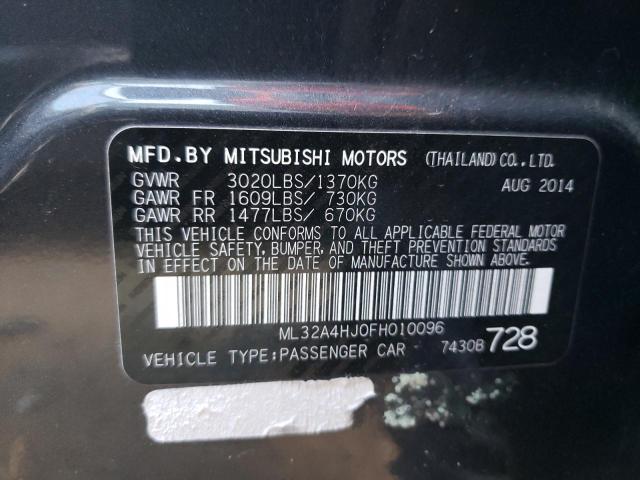 MFD.BY MITSUBISHI MOTORS (THAILAND)CO.,LTD.
GVWR 3020LBS/1370KG AUG 2014
GAWR FR 1609LBS/ 730KG
GAWR RR 1477LBS/ 670KG
THIS VEHICLE CONFORMS TO ALL APPLICABLE FEDERAL MOTOR
VEHICLE SAFETY, BUMPER, AND THEFT PREVENTION STANDARDS
IN EFFECT ON THE DATE OF MANUFACTURE SHOWN ABOVE.
ML32A4HJ0FH010096
VEHICLE TYPE:PASSENGER CAR 7430B 728